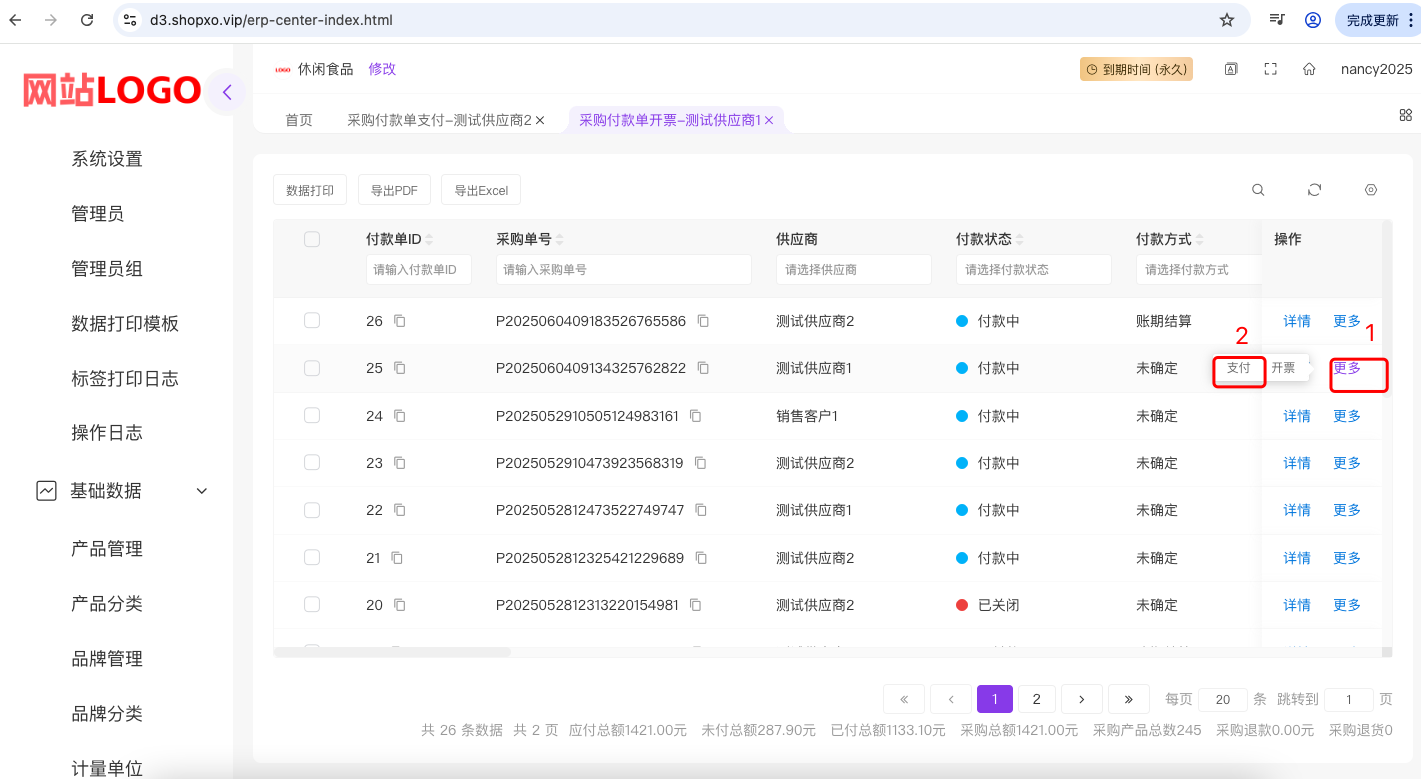 d3.shopxo.vip/erp-center-index.html 完成更新
网站LOGO
LOGO 休闲食品 修改 到期时间 (永久) nancy2025
首页 采购付款单支付-测试供应商2 采购付款单开票-测试供应商1
系统设置
管理员
管理员组
数据打印模板
标签打印日志
操作日志
基础数据
产品管理
产品分类
品牌管理
品牌分类
计量单位
数据打印 导出PDF 导出Excel
付款单ID 采购单号 供应商 付款状态 付款方式 操作
请输入付款单ID 请输入采购单号 请选择供应商 请选择付款状态 请选择付款方式
26 P2025060409183526765586 测试供应商2 付款中 账期结算 详情 更多
2 1
25 P2025060409134325762822 测试供应商1 付款中 未确定 支付 开票 更多
24 P2025052910505124983161 销售客户1 付款中 未确定 详情 更多
23 P2025052910473923568319 测试供应商2 付款中 未确定 详情 更多
22 P2025052812473522749747 测试供应商1 付款中 未确定 详情 更多
21 P2025052812325421229689 测试供应商2 付款中 未确定 详情 更多
20 P2025052812313220154981 测试供应商2 已关闭 未确定 详情 更多
« ‹ 1 2 › » 每页 20 条 跳转到 1 页
共 26 条数据 共 2 页 应付总额1421.00元 未付总额287.90元 已付总额1133.10元 采购总额1421.00元 采购产品总数245 采购退款0.00元 采购退货0